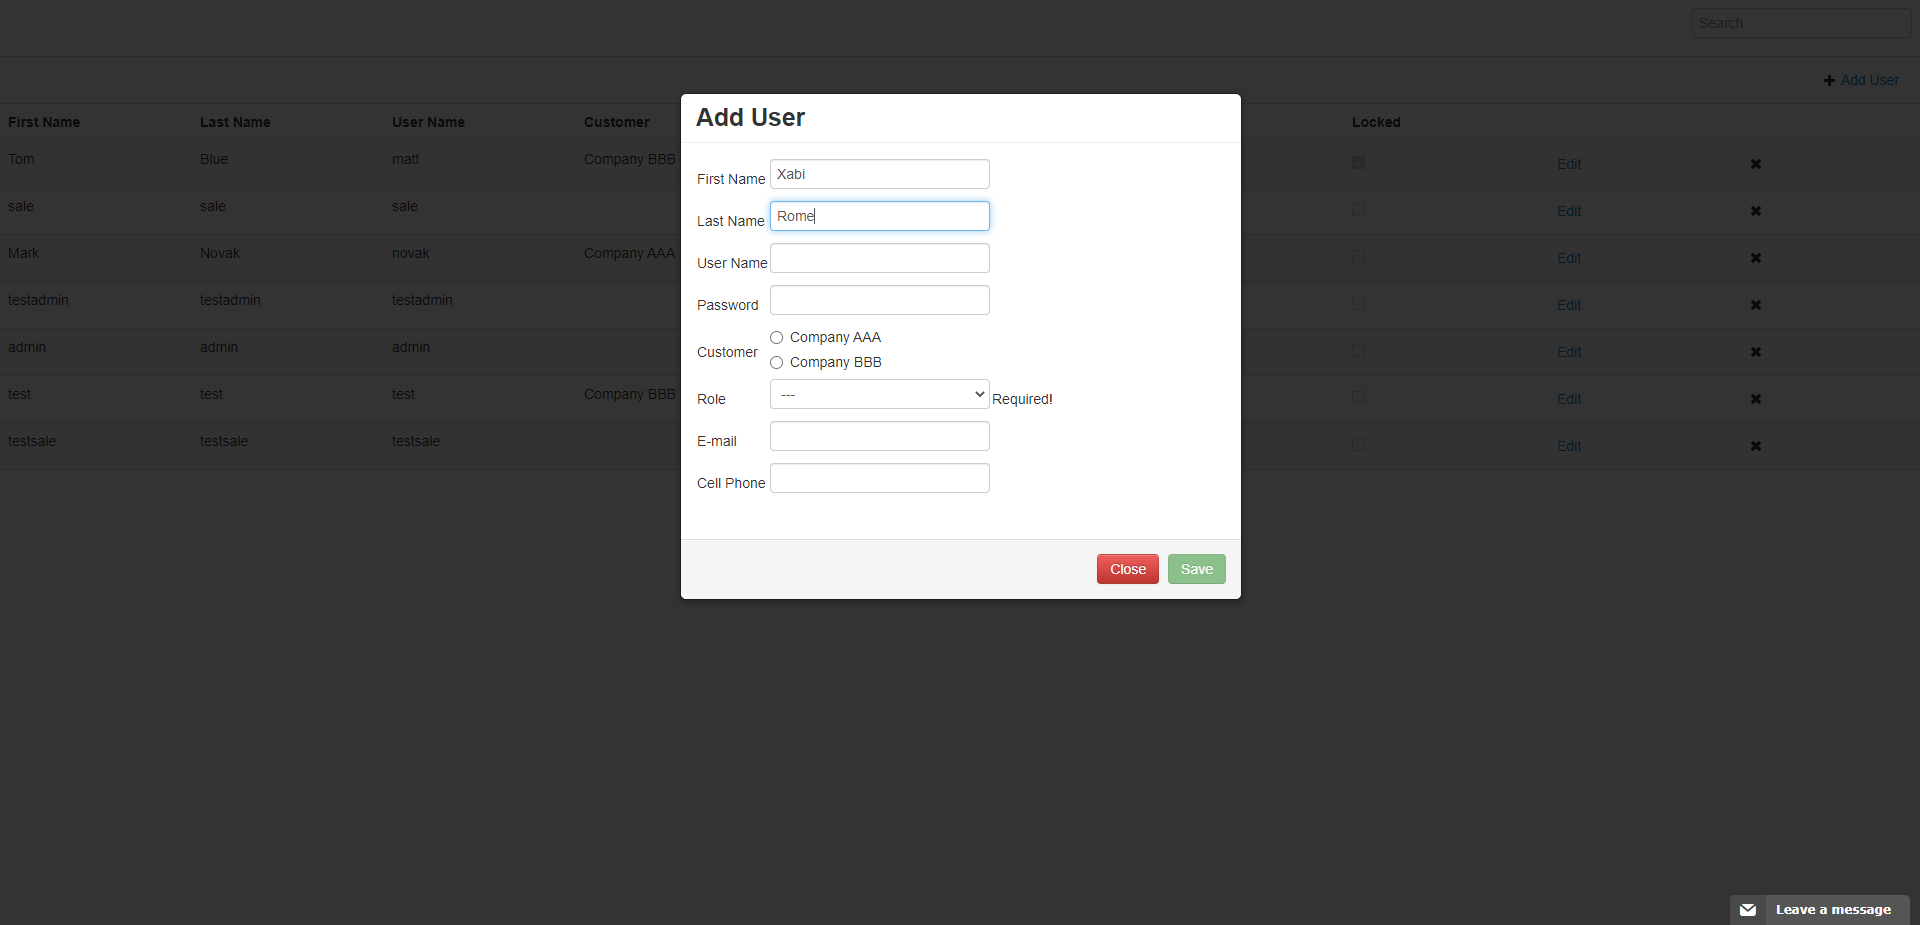 Search
Add User
First Name Last Name User Name Customer Locked
Tom Blue matt Company BBB Edit
sale sale sale Edit
Mark Novak novak Company AAA Edit
testadmin testadmin testadmin Edit
admin admin admin Edit
test test test Company BBB Edit
testsale testsale testsale Edit
Add User
First Name Xabi
Last Name Rome
User Name
Password
Customer
Company AAA
Company BBB
Role --- Required!
E-mail
Cell Phone
Close Save
Leave a message